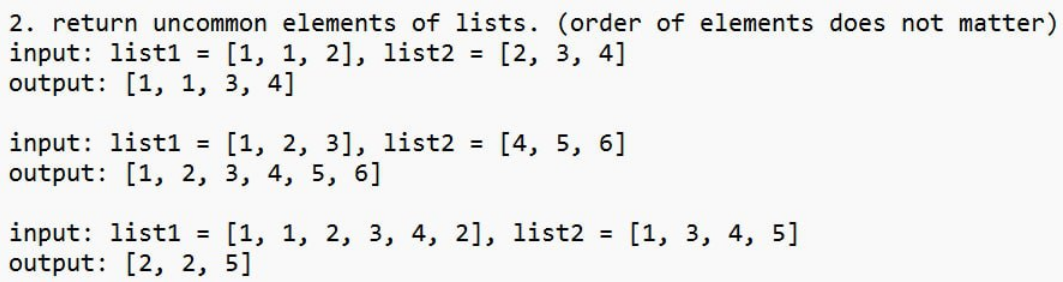 2. return uncommon elements of lists. (order of elements does not matter)
input: list1 = [1, 1, 2], list2 = [2, 3, 4]
output: [1, 1, 3, 4]
input: list1 = [1, 2, 3], list2 = [4, 5, 6]
output: [1, 2, 3, 4, 5, 6]
input: list1 = [1, 1, 2, 3, 4, 2], list2 = [1, 3, 4, 5]
output: [2, 2, 5]